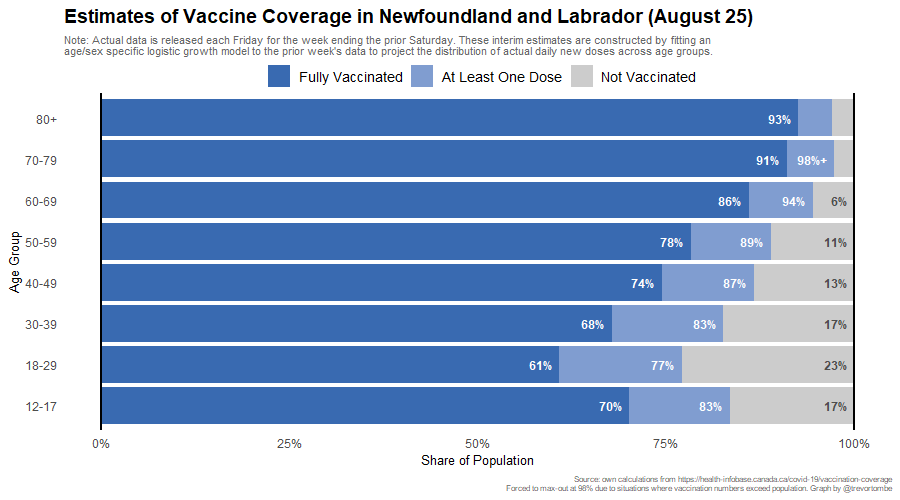 Estimates of Vaccine Coverage in Newfoundland and Labrador (August 25)
Note: Actual data is released each Friday for the week ending the prior Saturday. These interim estimates are constructed by fitting an
age/sex specific logistic growth model to the prior week's data to project the distribution of actual daily new doses across age groups.
Fully Vaccinated At Least One Dose Not Vaccinated
80+ 93%
70-79 91% 98%+
60-69 86% 94% 6%
50-59 78% 89% 11%
Age Group
40-49 74% 87% 13%
30-39 68% 83% 17%
18-29 61% 77% 23%
12-17 70% 83% 17%
0% 25% 50% 75% 100%
Share of Population
Source: own calculations from https://health-infobase.canada.ca/covid-19/vaccination-coverage
Forced to max-out at 98% due to situations where vaccination numbers exceed population. Graph by @trevortombe